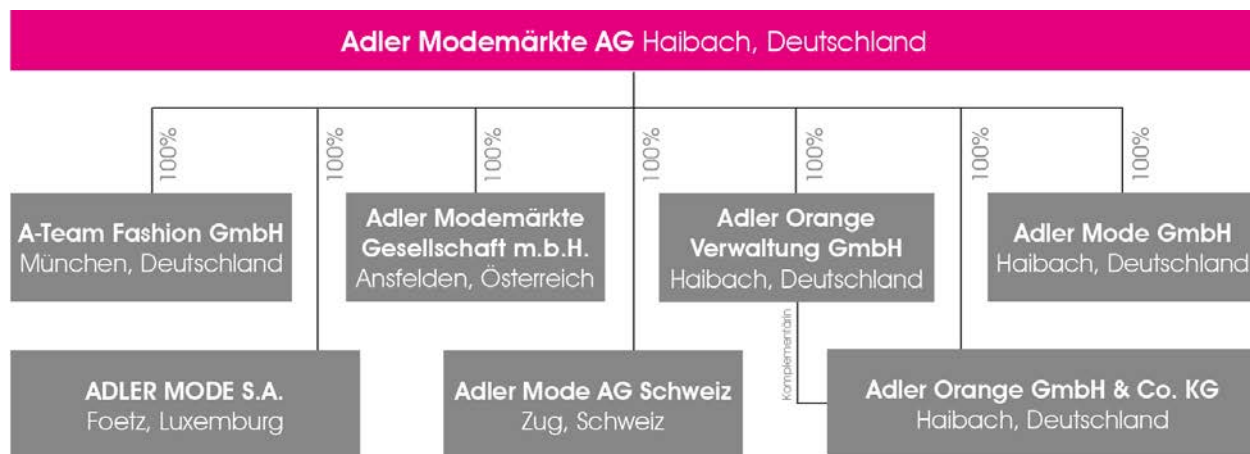 Adler Modemärkte AG Haibach, Deutschland
100%
100%
100%
100%
100%
100%
100%
A-Team Fashion GmbH
München, Deutschland
Adler Modemärkte
Gesellschaft m.b.H.
Ansfelden, Österreich
Adler Orange
Verwaltung GmbH
Haibach, Deutschland
Adler Mode GmbH
Haibach, Deutschland
Komplementärin
ADLER MODE S.A.
Foetz, Luxemburg
Adler Mode AG Schweiz
Zug, Schweiz
Adler Orange GmbH & Co. KG
Haibach, Deutschland